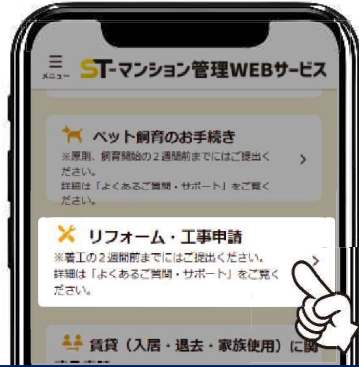 メニュー
ST-マンション管理WEBサービス
ペット飼育のお手続き
※原則、飼育開始の2週間前までにはご提出く
ださい。
詳細は「よくあるご質問・サポート」をご覧く
ださい。
リフォーム・工事申請
※着工の2週間前までにはご提出ください。
詳細は「よくあるご質問・サポート」をご覧く
ださい。
賃貸（入居・退去・家族使用）に関